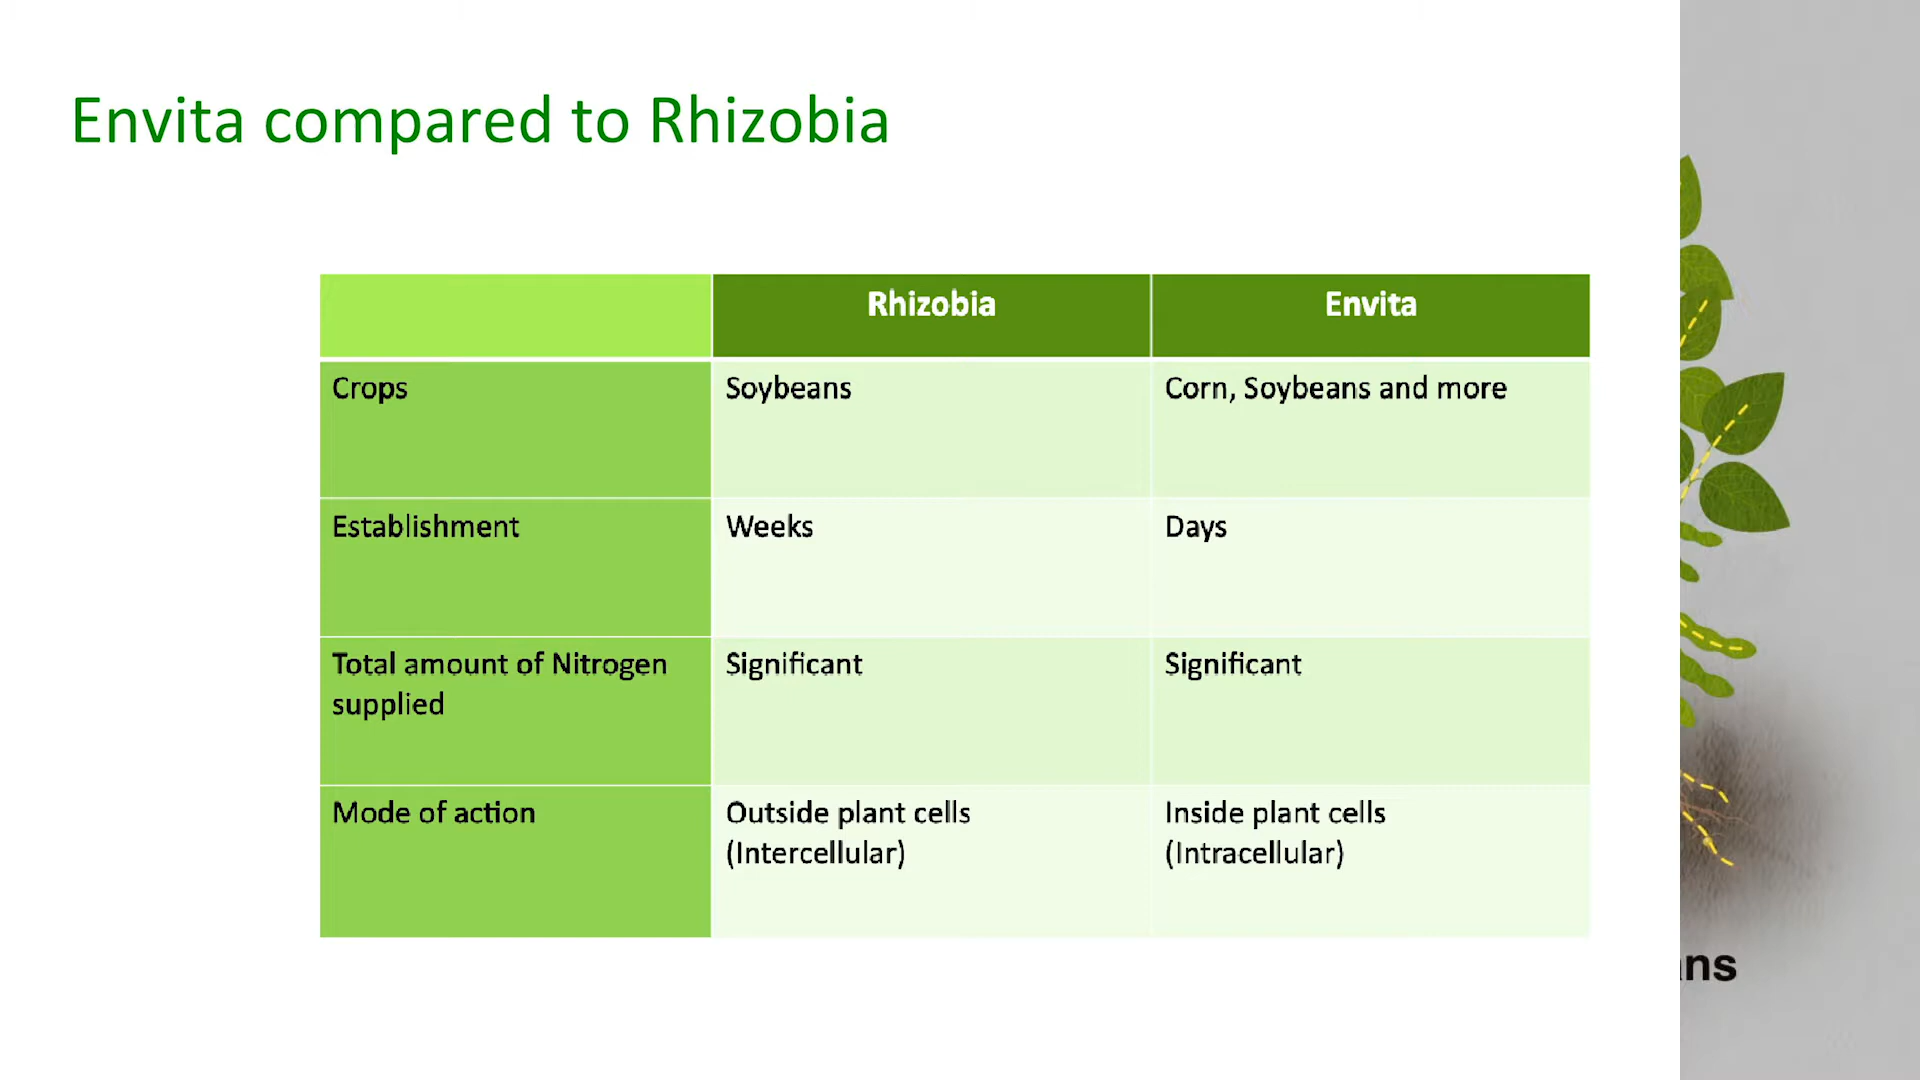 Envita compared to Rhizobia
Rhizobia Envita
Crops Soybeans Corn, Soybeans and more
Establishment Weeks Days
Total amount of Nitrogen Significant Significant
supplied
Mode of action Outside plant cells Inside plant cells
(Intercellular) (Intracellular)